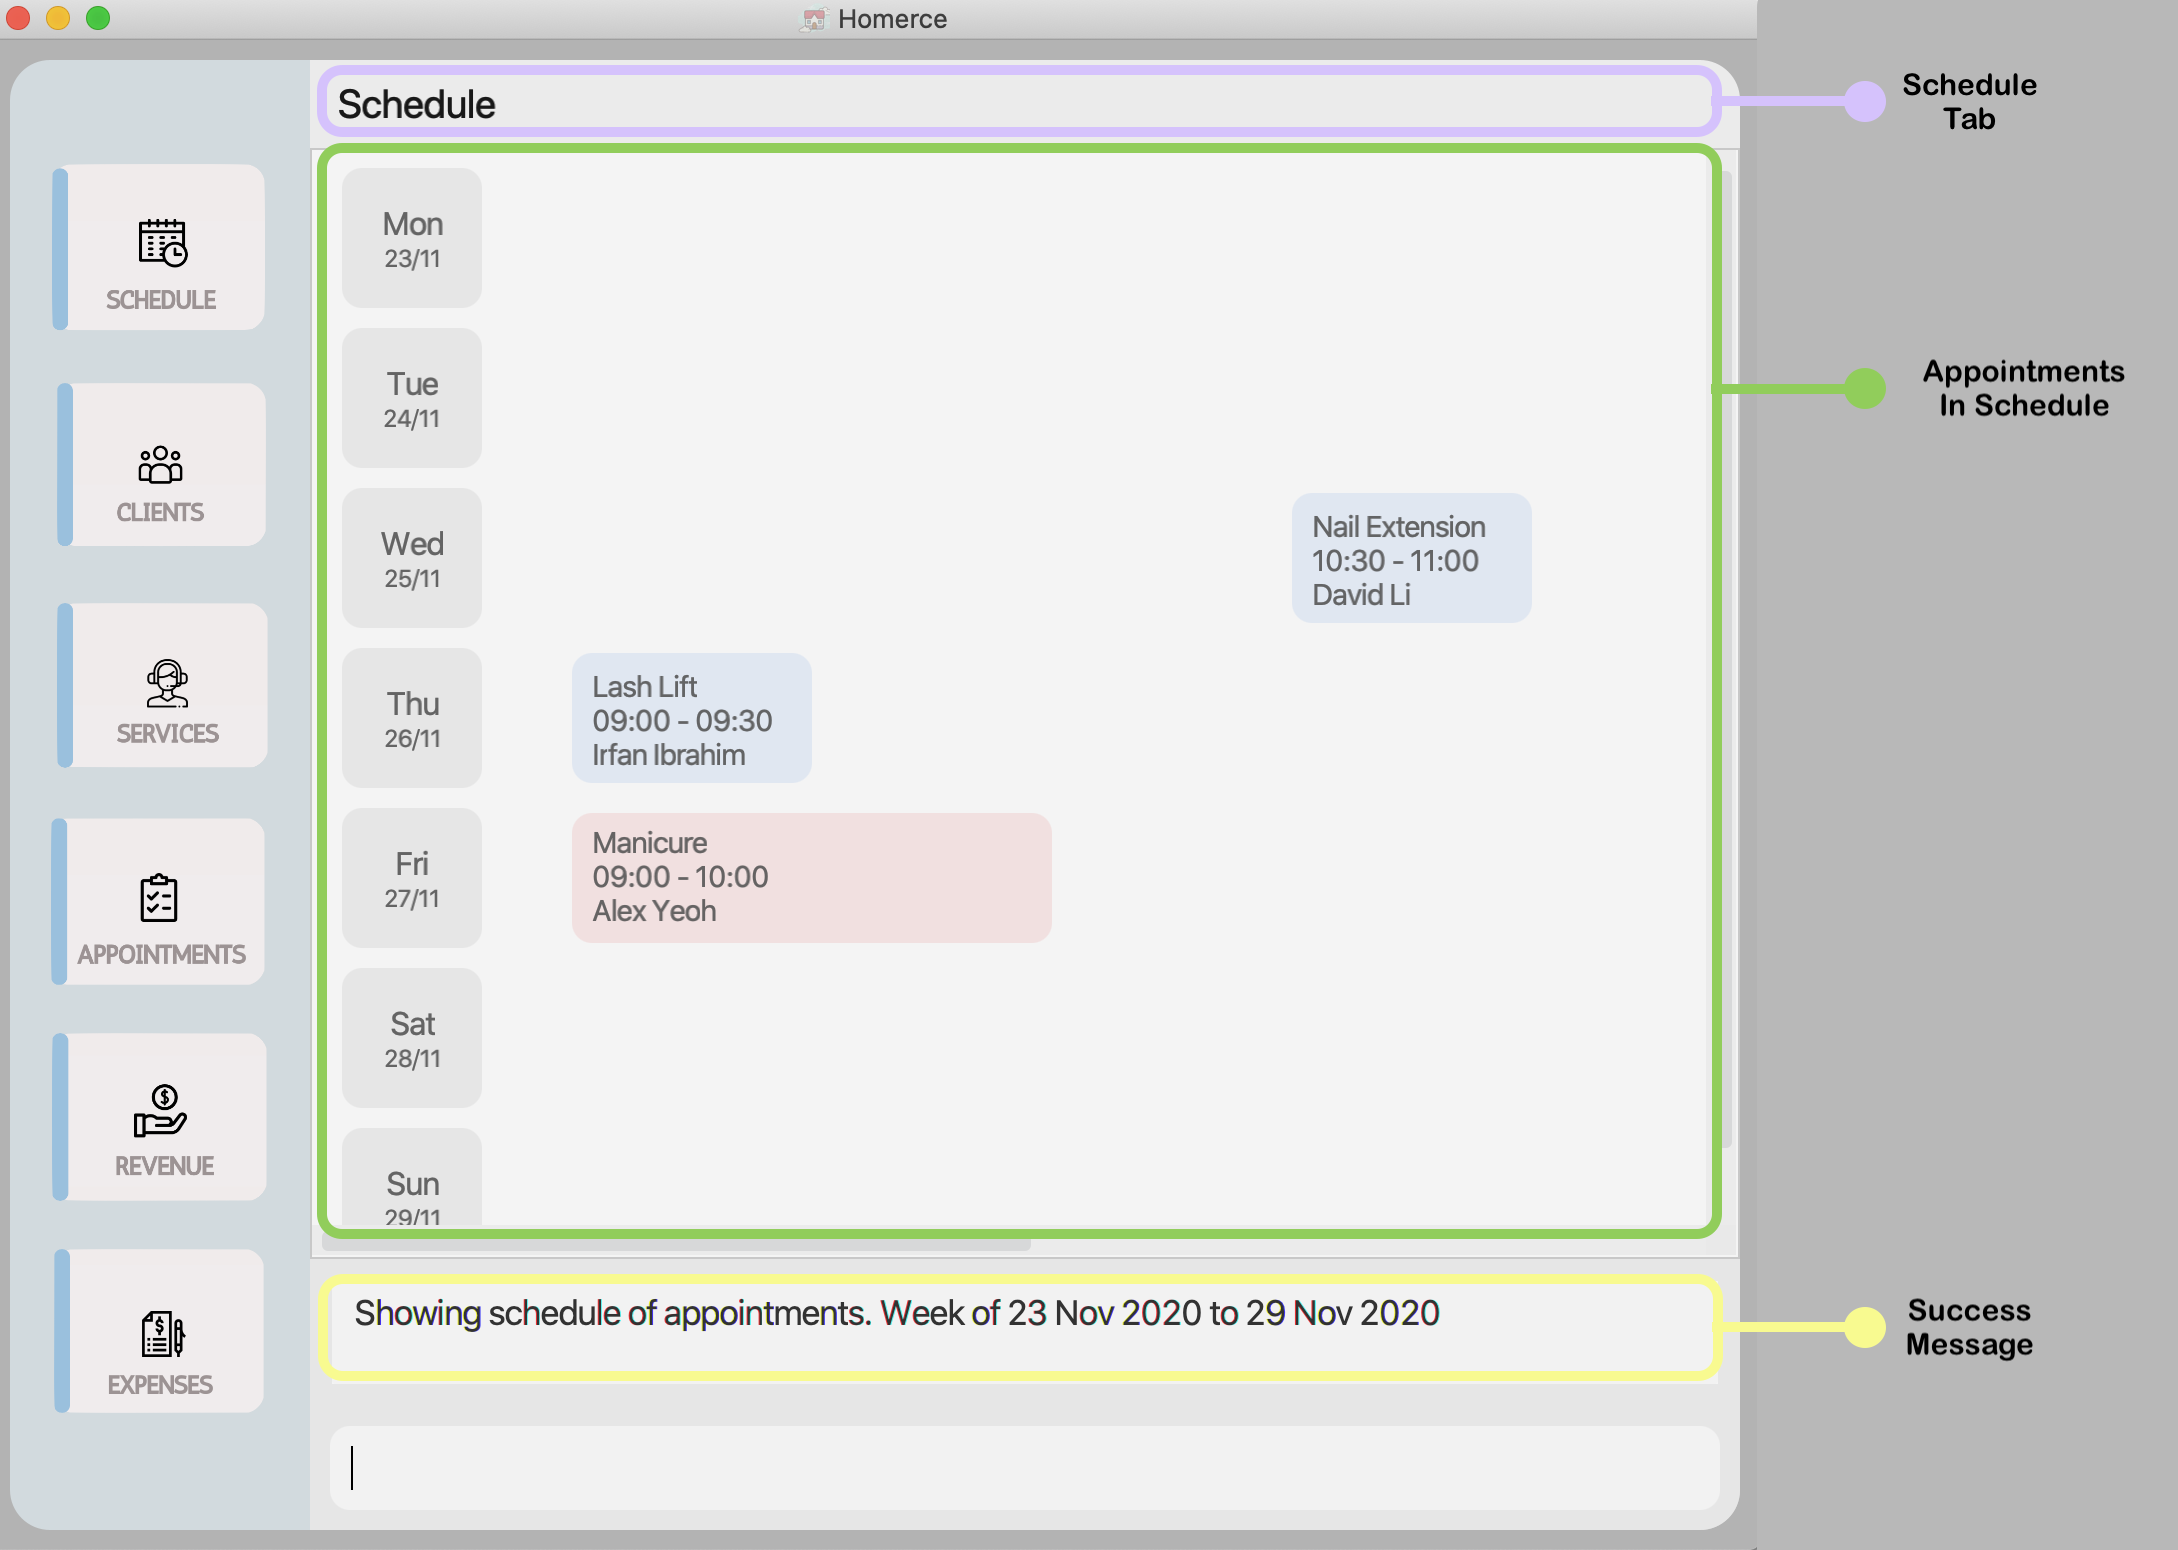 Homerce
Schedule
Schedule
Tab
SCHEDULE
CLIENTS
SERVICES
APPOINTMENTS
REVENUE
EXPENSES
Mon
23/11
Tue
24/11
Wed
25/11
Nail Extension
10:30 - 11:00
David Li
Thu
26/11
Lash Lift
09:00 - 09:30
Irfan Ibrahim
Fri
27/11
Manicure
09:00 - 10:00
Alex Yeoh
Sat
28/11
Sun
29/11
Appointments
In Schedule
Showing schedule of appointments. Week of 23 Nov 2020 to 29 Nov 2020
Success
Message